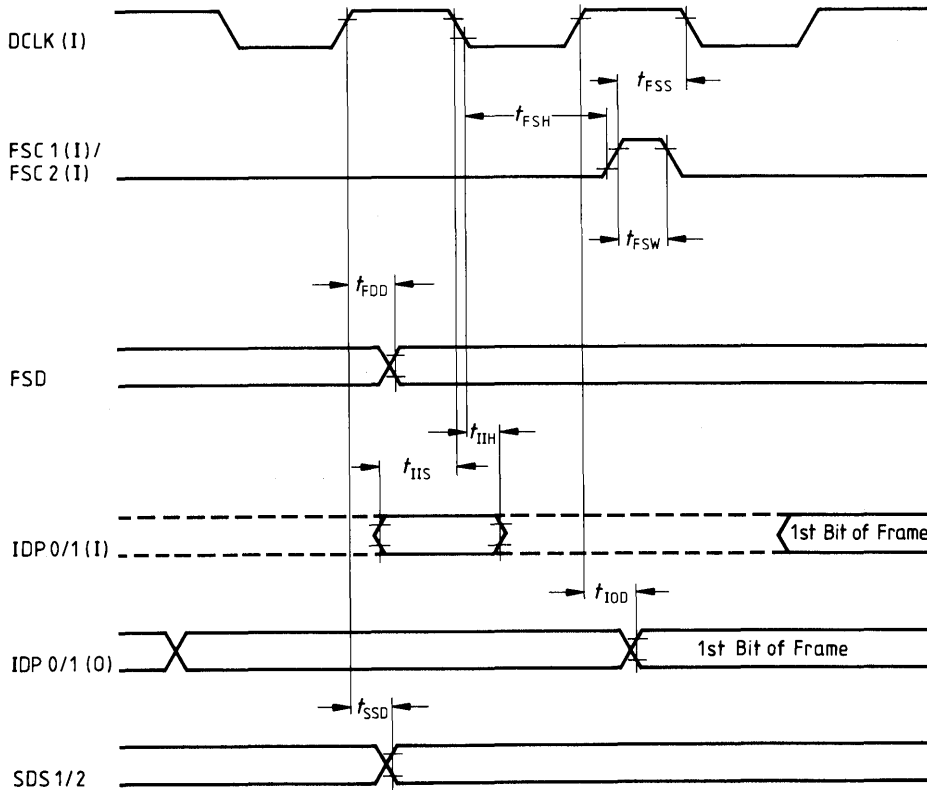 DCLK (I)
tFSS
tFSH
FSC 1 (I)/
FSC 2 (I)
tFSW
tFDD
FSD
tIIH
tIIS
IDP 0/1 (I)
1st Bit of Frame
tIOD
IDP 0/1 (O)
1st Bit of Frame
tSSD
SDS 1/2